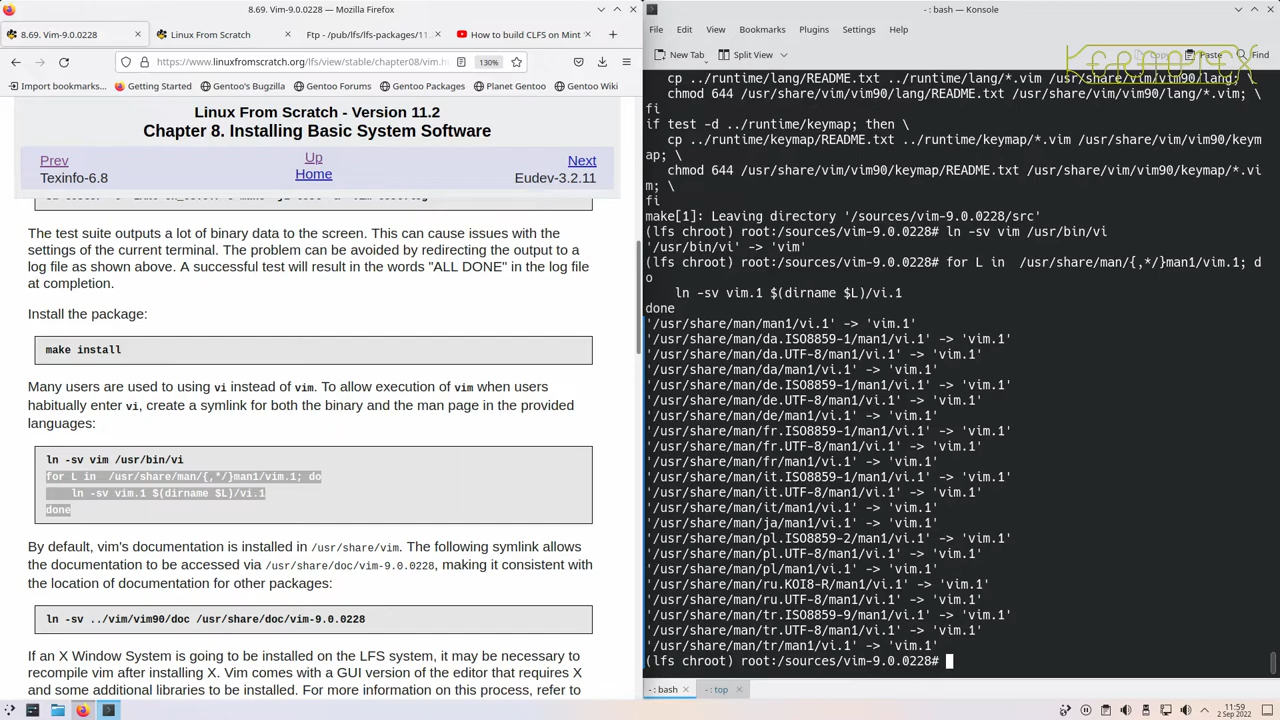 8.69. Vim-9.0.0228 — Mozilla Firefox
8.69. Vim-9.0.0228
Linux From Scratch
Ftp - /pub/lfs/lfs-packages/11.
How to build CLFS on Mint
https://www.linuxfromscratch.org/lfs/view/stable/chapter08/vim.h
Import bookmarks...
Getting Started
Gentoo's Bugzilla
Gentoo Forums
Gentoo Packages
Planet Gentoo
Gentoo Wiki
Linux From Scratch - Version 11.2
Chapter 8. Installing Basic System Software
Prev
Up
Next
Texinfo-6.8
Home
Eudev-3.2.11
The test suite outputs a lot of binary data to the screen. This can cause issues with the
settings of the current terminal. The problem can be avoided by redirecting the output to a
log file as shown above. A successful test will result in the words "ALL DONE" in the log file
at completion.
Install the package:
make install
Many users are used to using vi instead of vim. To allow execution of vim when users
habitually enter vi, create a symlink for both the binary and the man page in the provided
languages:
ln -sv vim /usr/bin/vi
for L in  /usr/share/man/{,*/}man1/vim.1; do
    ln -sv vim.1 $(dirname $L)/vi.1
done
By default, vim's documentation is installed in /usr/share/vim. The following symlink allows
the documentation to be accessed via /usr/share/doc/vim-9.0.0228, making it consistent with
the location of documentation for other packages:
ln -sv ../vim/vim90/doc /usr/share/doc/vim-9.0.0228
If an X Window System is going to be installed on the LFS system, it may be necessary to
recompile vim after installing X. Vim comes with a GUI version of the editor that requires X
and some additional libraries to be installed. For more information on this process, refer to
- : bash — Konsole
File Edit View Bookmarks Plugins Settings Help
New Tab
Split View
Copy
Paste
Find
KERNOTEX
cp ../runtime/lang/README.txt ../runtime/lang/*.vim /usr/share/vim/vim90/lang;
chmod 644 /usr/share/vim/vim90/lang/README.txt /usr/share/vim/vim90/lang/*.vim; \
fi
if test -d ../runtime/keymap; then \
cp ../runtime/keymap/README.txt ../runtime/keymap/*.vim /usr/share/vim/vim90/keym
ap; \
chmod 644 /usr/share/vim/vim90/keymap/README.txt /usr/share/vim/vim90/keymap/*.vi
m; \
fi
make[1]: Leaving directory '/sources/vim-9.0.0228/src'
(lfs chroot) root:/sources/vim-9.0.0228# ln -sv vim /usr/bin/vi
'/usr/bin/vi' -> 'vim'
(lfs chroot) root:/sources/vim-9.0.0228# for L in  /usr/share/man/{,*/}man1/vim.1; d
o
    ln -sv vim.1 $(dirname $L)/vi.1
done
'/usr/share/man/man1/vi.1' -> 'vim.1'
'/usr/share/man/da.ISO8859-1/man1/vi.1' -> 'vim.1'
'/usr/share/man/da.UTF-8/man1/vi.1' -> 'vim.1'
'/usr/share/man/da/man1/vi.1' -> 'vim.1'
'/usr/share/man/de.ISO8859-1/man1/vi.1' -> 'vim.1'
'/usr/share/man/de.UTF-8/man1/vi.1' -> 'vim.1'
'/usr/share/man/de/man1/vi.1' -> 'vim.1'
'/usr/share/man/fr.ISO8859-1/man1/vi.1' -> 'vim.1'
'/usr/share/man/fr.UTF-8/man1/vi.1' -> 'vim.1'
'/usr/share/man/fr/man1/vi.1' -> 'vim.1'
'/usr/share/man/it.ISO8859-1/man1/vi.1' -> 'vim.1'
'/usr/share/man/it.UTF-8/man1/vi.1' -> 'vim.1'
'/usr/share/man/it/man1/vi.1' -> 'vim.1'
'/usr/share/man/ja/man1/vi.1' -> 'vim.1'
'/usr/share/man/pl.ISO8859-2/man1/vi.1' -> 'vim.1'
'/usr/share/man/pl.UTF-8/man1/vi.1' -> 'vim.1'
'/usr/share/man/pl/man1/vi.1' -> 'vim.1'
'/usr/share/man/ru.KOI8-R/man1/vi.1' -> 'vim.1'
'/usr/share/man/ru.UTF-8/man1/vi.1' -> 'vim.1'
'/usr/share/man/tr.ISO8859-9/man1/vi.1' -> 'vim.1'
'/usr/share/man/tr.UTF-8/man1/vi.1' -> 'vim.1'
'/usr/share/man/tr/man1/vi.1' -> 'vim.1'
(lfs chroot) root:/sources/vim-9.0.0228#
- : bash
- : top
11:59
2 Sep 2022